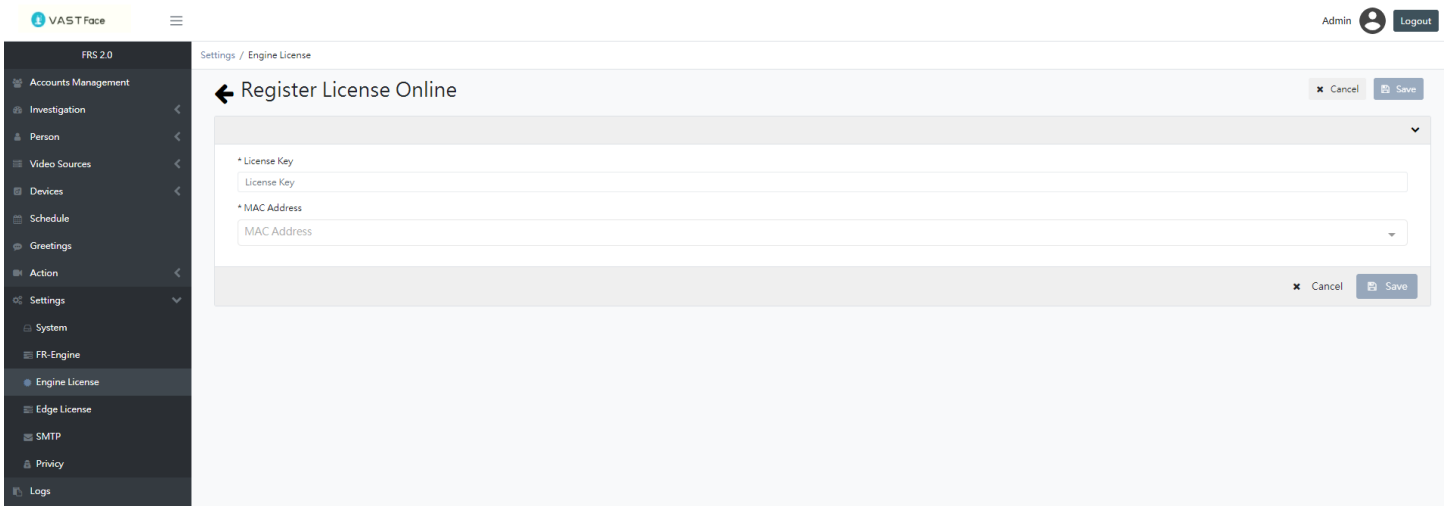 VAST Face
Admin
Logout
FRS 2.0
Accounts Management
Investigation
Person
Video Sources
Devices
Schedule
Greetings
Action
Settings
System
FR-Engine
Engine License
Edge License
SMTP
Privicy
Logs
Settings / Engine License
Register License Online
Cancel
Save
* License Key
License Key
* MAC Address
MAC Address
Cancel
Save